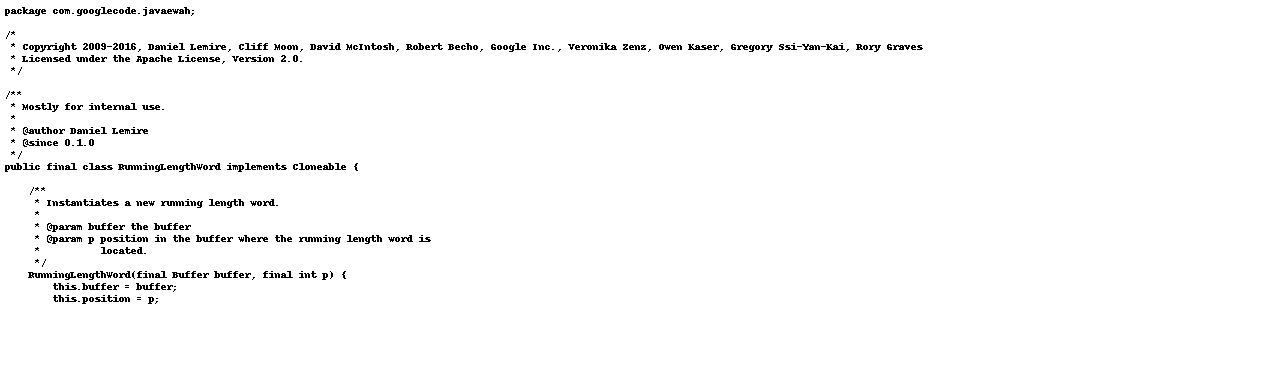 package com.googlecode.javaewah;

/*
 * Copyright 2009-2016, Daniel Lemire, Cliff Moon, David McIntosh, Robert Becho, Google Inc., Veronika Zenz, Owen Kaser, Gregory Ssi-Yan-Kai, Rory Graves
 * Licensed under the Apache License, Version 2.0.
 */

/**
 * Mostly for internal use.
 *
 * @author Daniel Lemire
 * @since 0.1.0
 */
public final class RunningLengthWord implements Cloneable {

    /**
     * Instantiates a new running length word.
     *
     * @param buffer the buffer
     * @param p position in the buffer where the running length word is
     *          located.
     */
    RunningLengthWord(final Buffer buffer, final int p) {
        this.buffer = buffer;
        this.position = p;